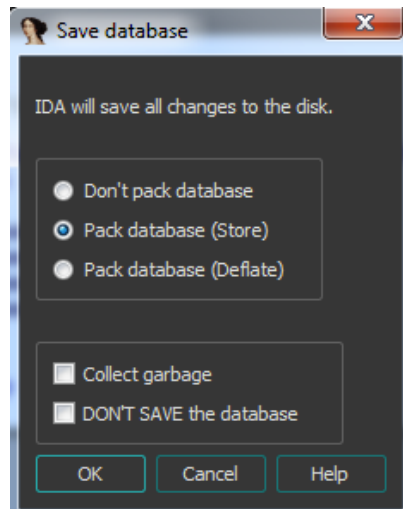 Save database
IDA will save all changes to the disk.
Don't pack database
Pack database (Store)
Pack database (Deflate)
Collect garbage
DON'T SAVE the database
OK Cancel Help